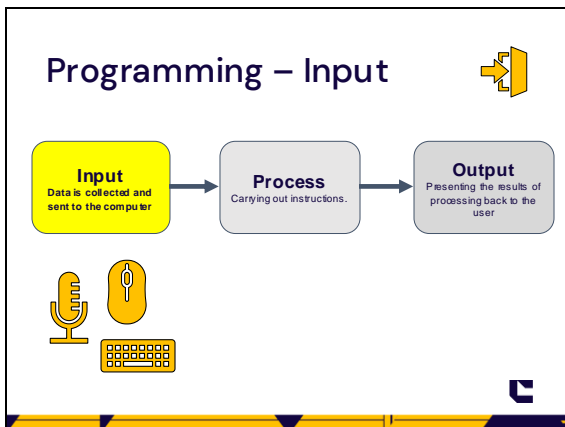 Programming – Input
Input
Data is collected and
sent to the computer
Process
Carrying out instructions.
Output
Presenting the results of
processing back to the
user